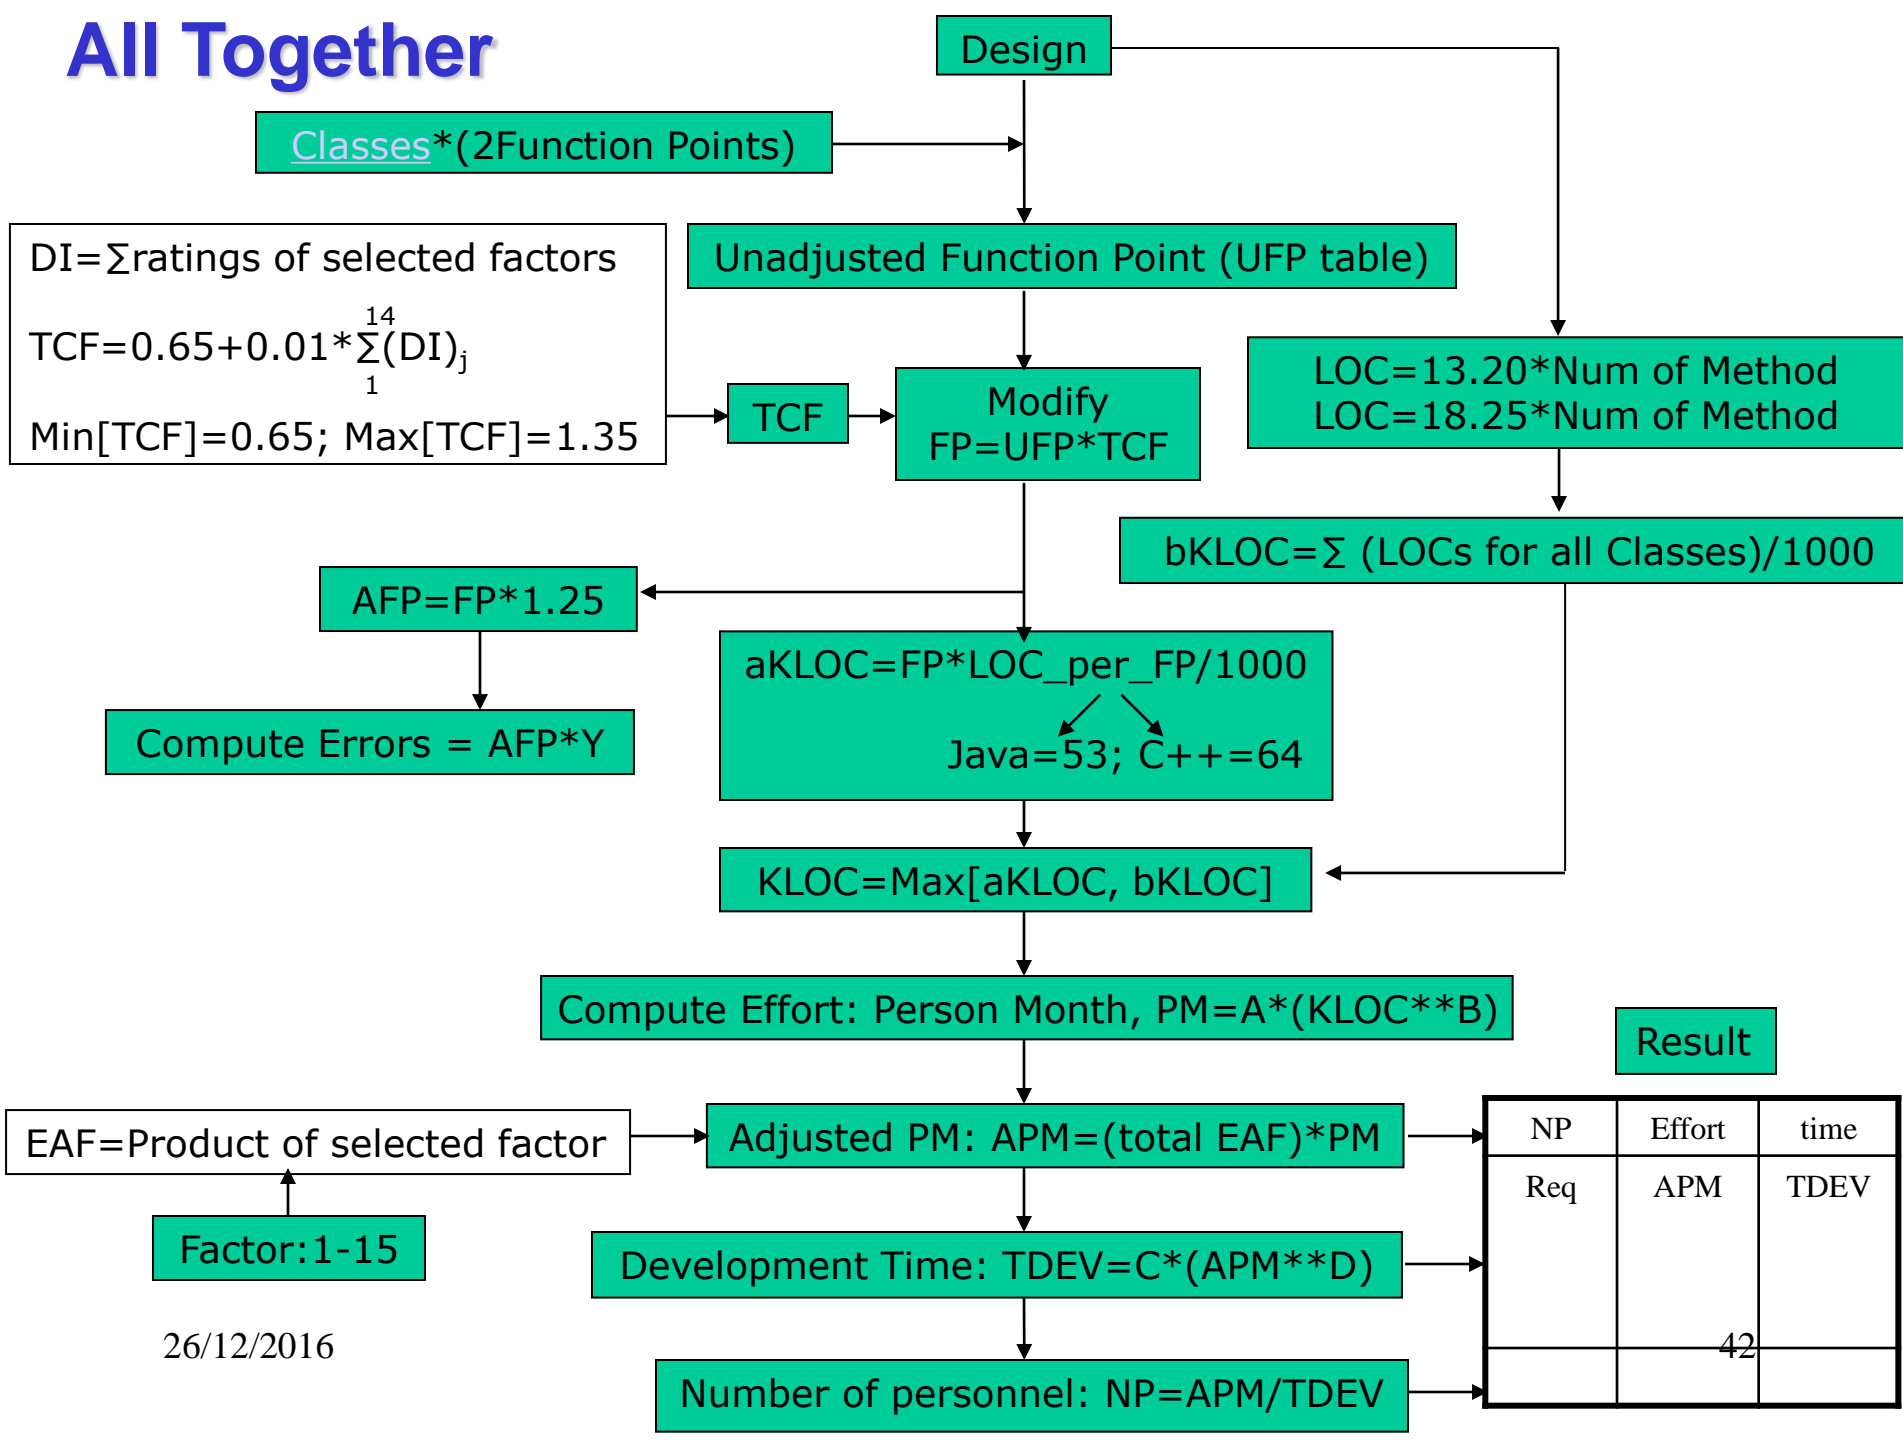 All Together
Design
Classes*(2Function Points)
DI=∑ratings of selected factors
14
TCF=0.65+0.01*∑(DI)j
1
Min[TCF]=0.65; Max[TCF]=1.35
Unadjusted Function Point (UFP table)
TCF
Modify
FP=UFP*TCF
LOC=13.20*Num of Method
LOC=18.25*Num of Method
bKLOC=∑ (LOCs for all Classes)/1000
AFP=FP*1.25
Compute Errors = AFP*Y
aKLOC=FP*LOC_per_FP/1000
Java=53; C++=64
KLOC=Max[aKLOC, bKLOC]
Compute Effort: Person Month, PM=A*(KLOC**B)
Result
EAF=Product of selected factor
Adjusted PM: APM=(total EAF)*PM
NP Effort time
Req APM TDEV
Factor:1-15
Development Time: TDEV=C*(APM**D)
26/12/2016
42
Number of personnel: NP=APM/TDEV